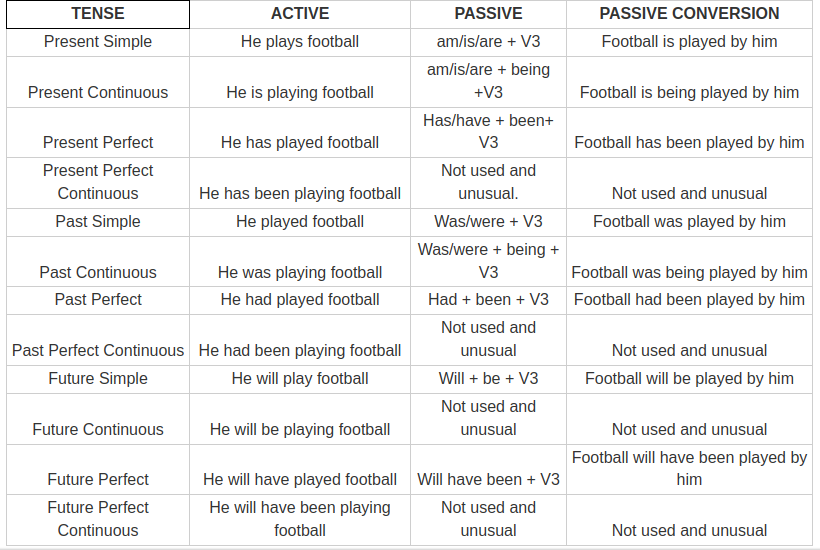 TENSE ACTIVE PASSIVE PASSIVE CONVERSION
Present Simple He plays football am/is/are + V3 Football is played by him
am/is/are + being
Present Continuous He is playing football +V3 Football is being played by him
Has/have + been+
Present Perfect He has played football V3 Football has been played by him
Present Perfect Not used and
Continuous He has been playing football unusual. Not used and unusual
Past Simple He played football Was/were + V3 Football was played by him
Was/were + being +
Past Continuous He was playing football V3 Football was being played by him
Past Perfect He had played football Had + been + V3 Football had been played by him
Not used and
Past Perfect Continuous He had been playing football unusual Not used and unusual
Future Simple He will play football Will + be + V3 Football will be played by him
Not used and
Future Continuous He will be playing football unusual Not used and unusual
Football will have been played by
Future Perfect He will have played football Will have been + V3 him
Future Perfect He will have been playing Not used and
Continuous football unusual Not used and unusual